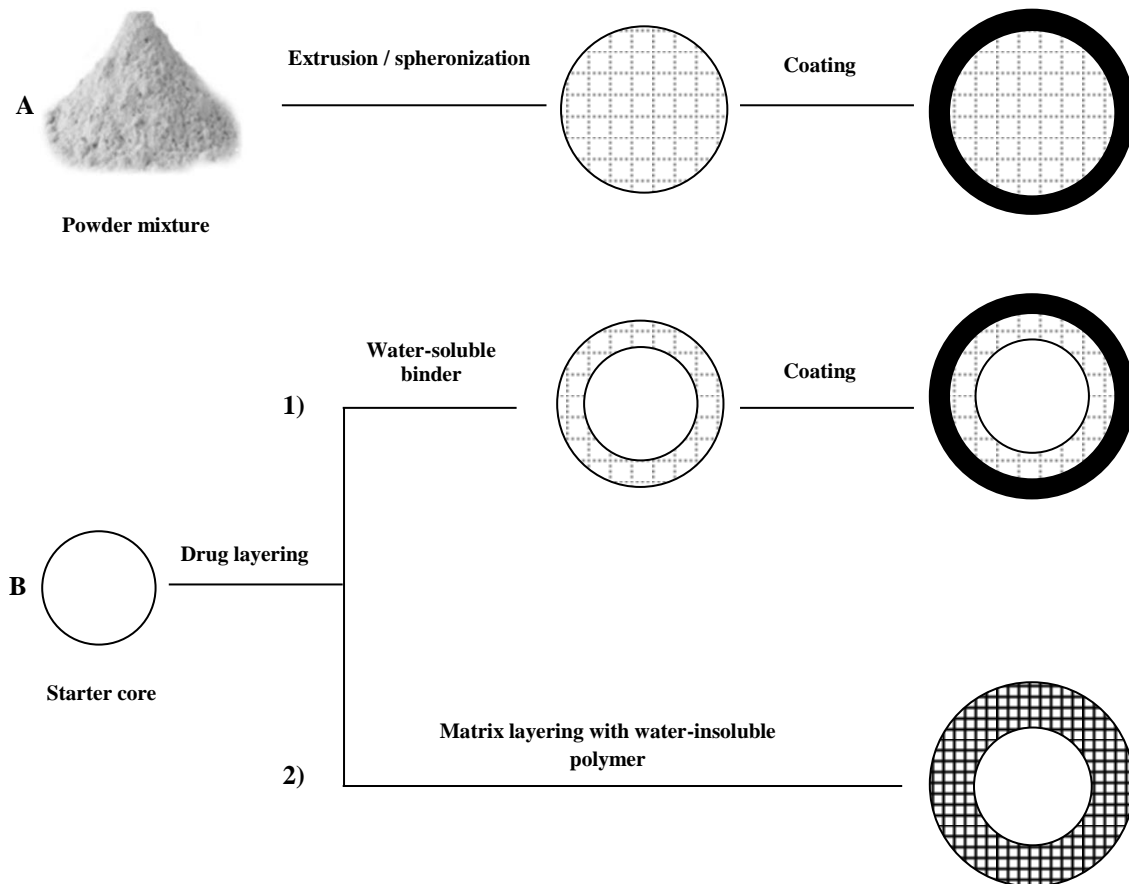 Extrusion / spheronization
Coating
A
Powder mixture
Water-soluble
binder
Coating
1)
Drug layering
B
Starter core
Matrix layering with water-insoluble
polymer
2)